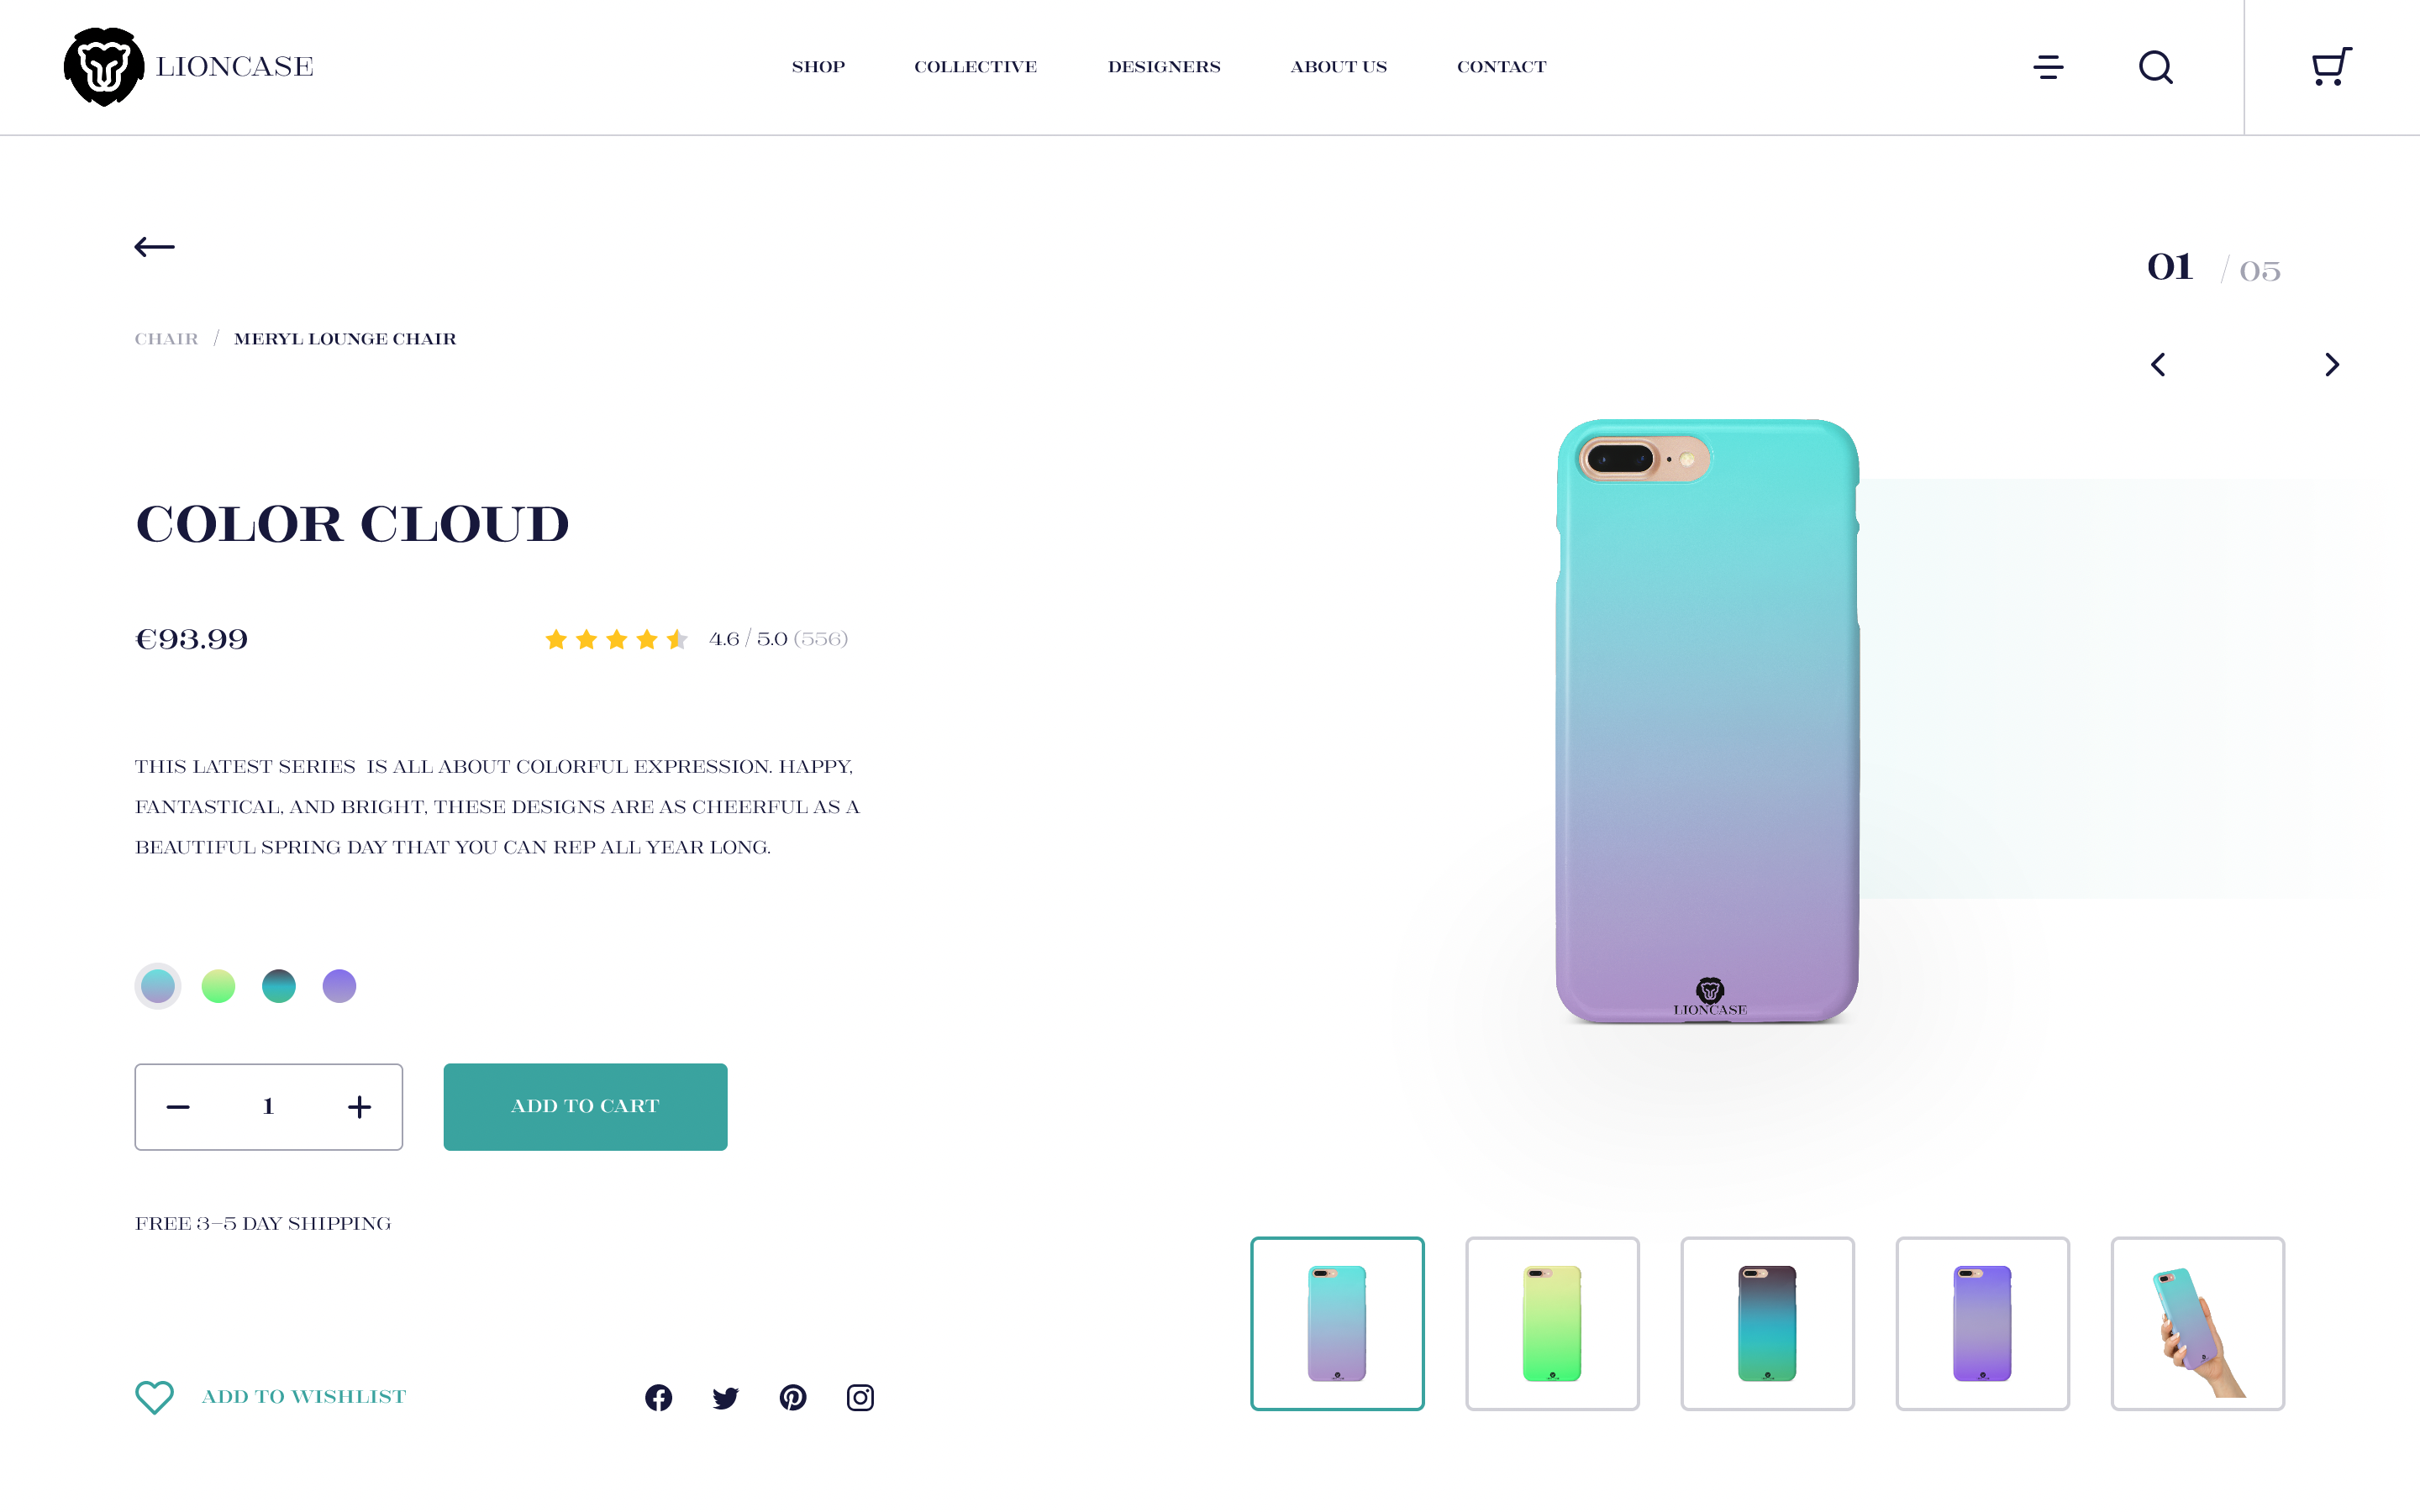 LIONCASE
SHOP COLLECTIVE DESIGNERS ABOUT US CONTACT
01 / 05
CHAIR / MERYL LOUNGE CHAIR
COLOR CLOUD
€93.99
4.6 / 5.0 (556)
THIS LATEST SERIES IS ALL ABOUT COLORFUL EXPRESSION. HAPPY,
FANTASTICAL, AND BRIGHT, THESE DESIGNS ARE AS CHEERFUL AS A
BEAUTIFUL SPRING DAY THAT YOU CAN REP ALL YEAR LONG.
LIONCASE
1
ADD TO CART
FREE 3-5 DAY SHIPPING
ADD TO WISHLIST